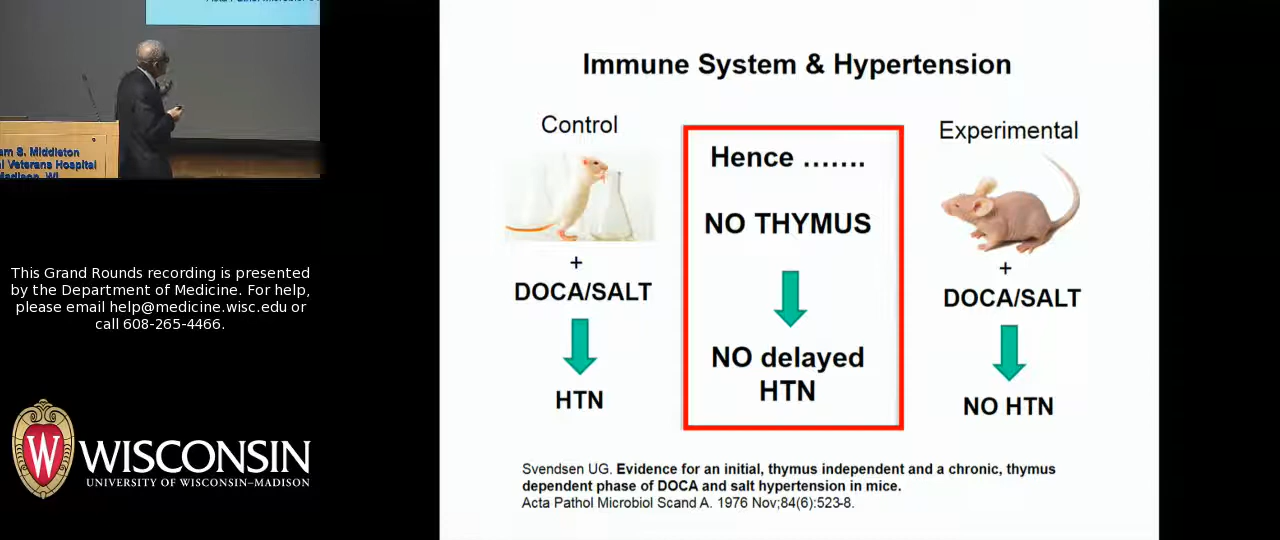 am S. Middleton
Veterans Hospital
Madison, WI
This Grand Rounds recording is presented
by the Department of Medicine. For help,
please email help@medicine.wisc.edu or
call 608-265-4466.
W
WISCONSIN
UNIVERSITY OF WISCONSIN–MADISON
Immune System & Hypertension
Control
+
DOCA/SALT
HTN
Hence …….
NO THYMUS
NO delayed
HTN
Experimental
+
DOCA/SALT
NO HTN
Svendsen UG. Evidence for an initial, thymus independent and a chronic, thymus
dependent phase of DOCA and salt hypertension in mice.
Acta Pathol Microbiol Scand A. 1976 Nov;84(6):523-8.